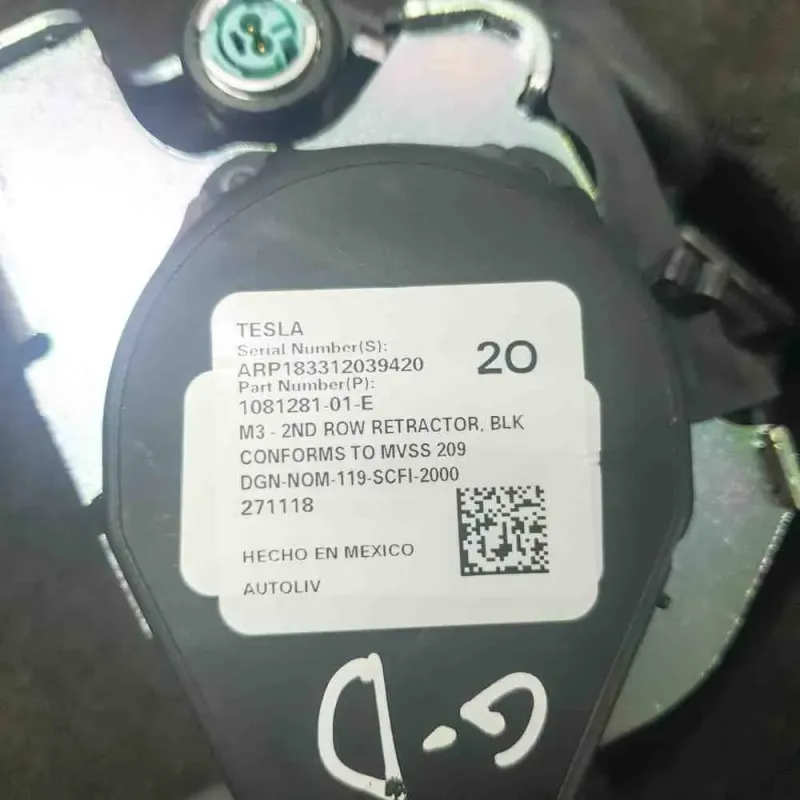 TESLA
Serial Number(S):
ARP183312039420
20
Part Number(P):
1081281-01-E
M3 - 2ND ROW RETRACTOR, BLK
CONFORMS TO MVSS 209
DGN-NOM-119-SCFI-2000
271118
HECHO EN MEXICO
AUTOLIV